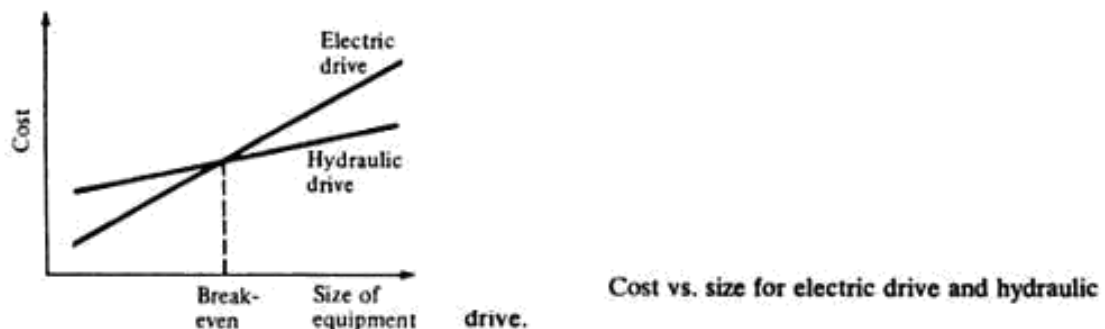 Electric
drive
Cost
Hydraulic
drive
Break-
even
Size of
equipment
Cost vs. size for electric drive and hydraulic
drive.